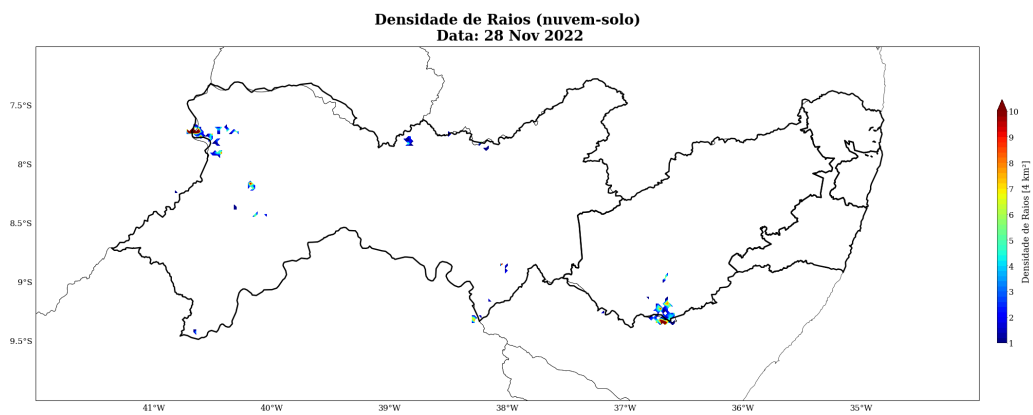 Densidade de Raios (nuvem-solo)
Data: 28 Nov 2022
7.5°S
8°S
8.5°S
9°S
9.5°S
41°W
40°W
39°W
38°W
37°W
36°W
35°W
10
9
8
7
6
5
4
3
2
1
Densidade de Raios [4 km²]